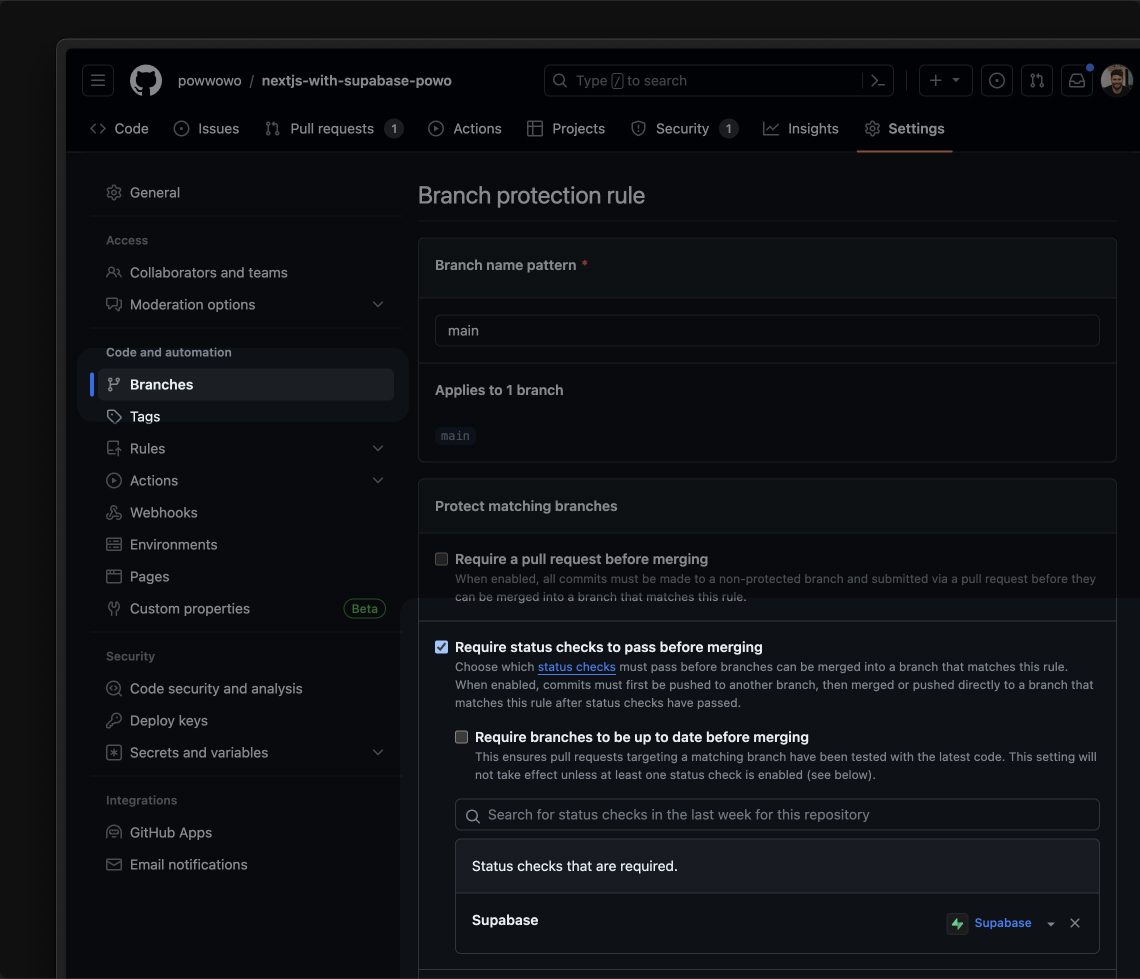 powwowo / nextjs-with-supabase-powo
Type / to search
Code
Issues
Pull requests 1
Actions
Projects
Security 1
Insights
Settings
General
Access
Collaborators and teams
Moderation options
Code and automation
Branches
Tags
Rules
Actions
Webhooks
Environments
Pages
Custom properties Beta
Security
Code security and analysis
Deploy keys
Secrets and variables
Integrations
GitHub Apps
Email notifications
Branch protection rule
Branch name pattern *
main
Applies to 1 branch
main
Protect matching branches
Require a pull request before merging
When enabled, all commits must be made to a non-protected branch and submitted via a pull request before they
can be merged into a branch that matches this rule.
Require status checks to pass before merging
Choose which status checks must pass before branches can be merged into a branch that matches this rule.
When enabled, commits must first be pushed to another branch, then merged or pushed directly to a branch that
matches this rule after status checks have passed.
Require branches to be up to date before merging
This ensures pull requests targeting a matching branch have been tested with the latest code. This setting will
not take effect unless at least one status check is enabled (see below).
Search for status checks in the last week for this repository
Status checks that are required.
Supabase
Supabase